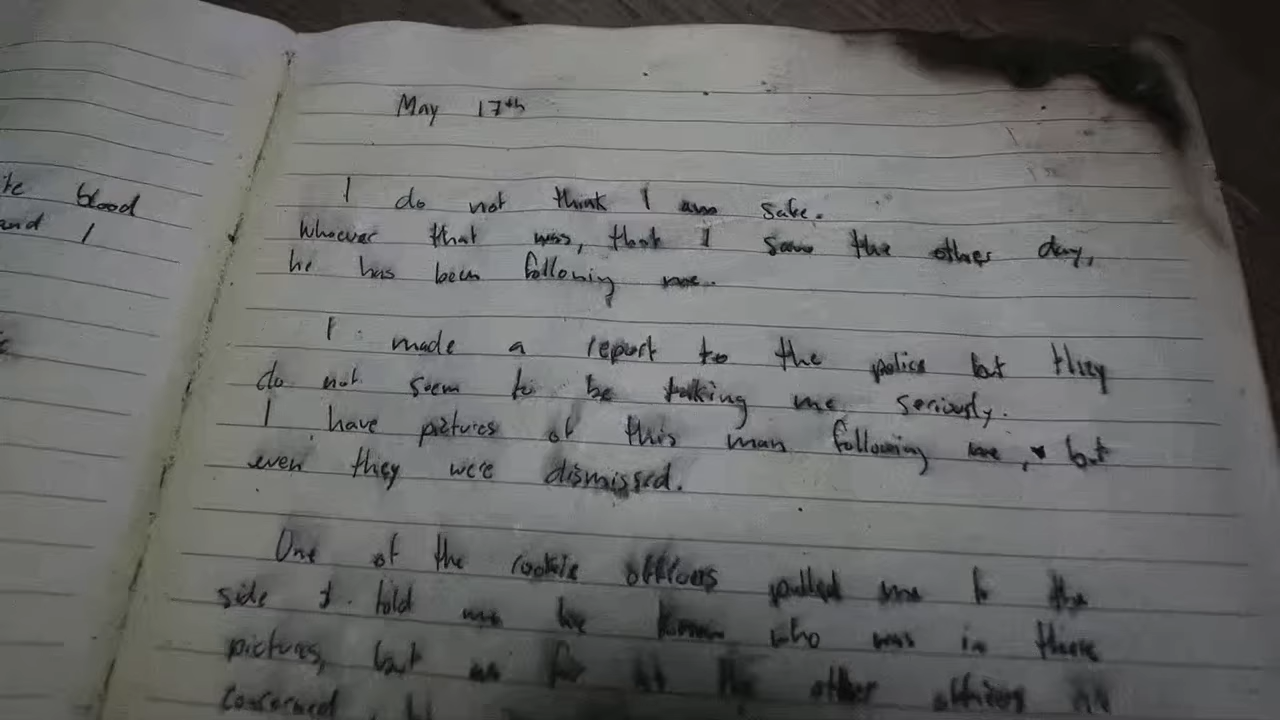 te blood
and I
May 17th
I do not think I am safe.
Whoever that was, that I saw the other day,
he has been following me.
I made a report to the police but they
do not seem to be taking me seriously.
I have pictures of this man following me, but
even they were dismissed.
One of the rookie officers pulled me to the
side & told me he knew who was in these
pictures, but as far as the other officers are
concerned,